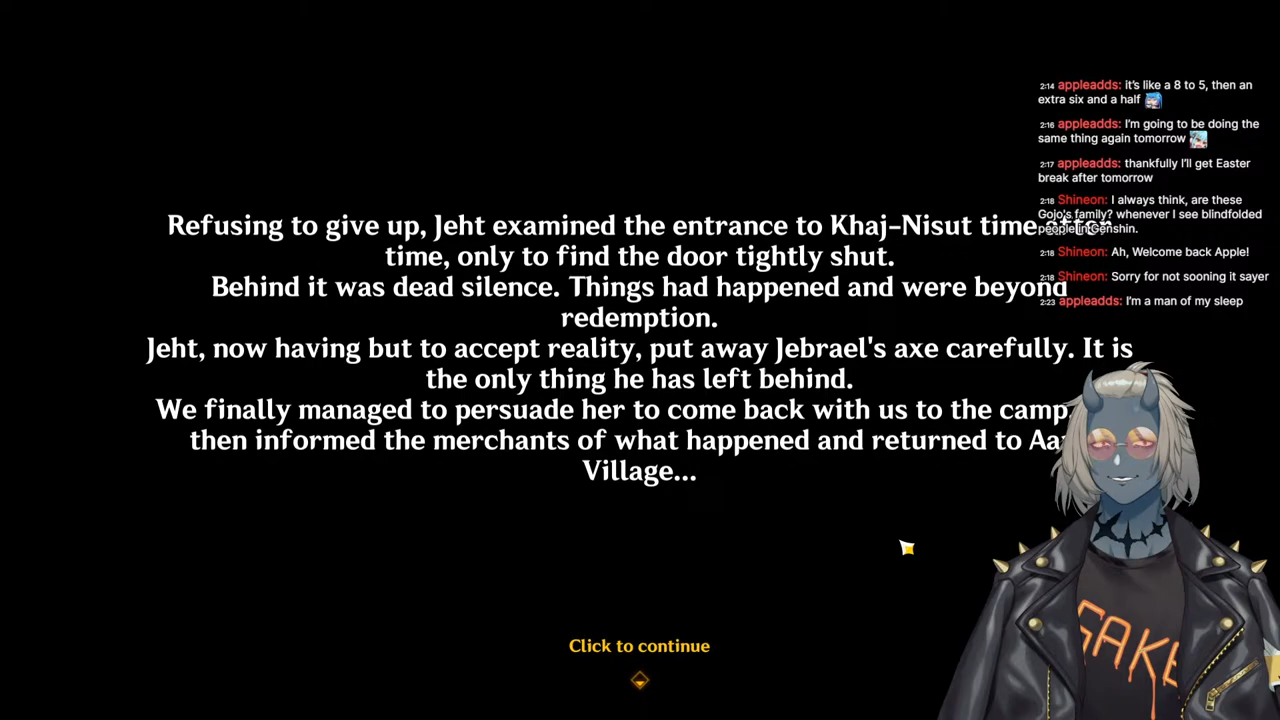 Refusing to give up, Jeht examined the entrance to Khaj-Nisut time after
time, only to find the door tightly shut.
Behind it was dead silence. Things had happened and were beyond
redemption.
Jeht, now having but to accept reality, put away Jebrael's axe carefully. It is
the only thing he has left behind.
We finally managed to persuade her to come back with us to the camp
then informed the merchants of what happened and returned to Aa
Village...
Click to continue
2:14 appleadds: it's like a 8 to 5, then an
extra six and a half
2:16 appleadds: I'm going to be doing the
same thing again tomorrow
2:17 appleadds: thankfully I'll get Easter
break after tomorrow
2:18 Shineon: I always think, are these
Gojo's family? whenever I see blindfolded
people in Genshin.
2:18 Shineon: Ah, Welcome back Apple!
2:18 Shineon: Sorry for not sooning it sayer
2:23 appleadds: I'm a man of my sleep
SAKE